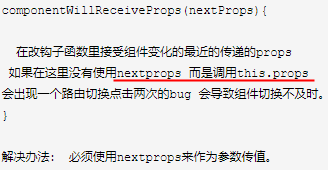 componentWillReceiveProps(nextProps){
在改钩子函数里接受组件变化的最近的传递的props
如果在这里没有使用nextprops 而是调用this.props
会出现一个路由切换点击两次的bug 会导致组件切换不及时。
}
解决办法: 必须使用nextprops来作为参数传值。